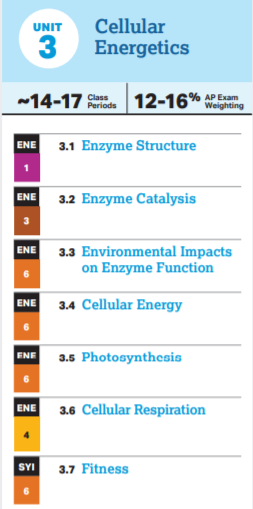 UNIT
3
Cellular
Energetics
~14-17 Class Periods
12-16% AP Exam Weighting
ENE
1
3.1 Enzyme Structure
ENE
3
3.2 Enzyme Catalysis
ENE
6
3.3 Environmental Impacts
on Enzyme Function
ENE
6
3.4 Cellular Energy
ENE
6
3.5 Photosynthesis
ENE
4
3.6 Cellular Respiration
SYI
6
3.7 Fitness